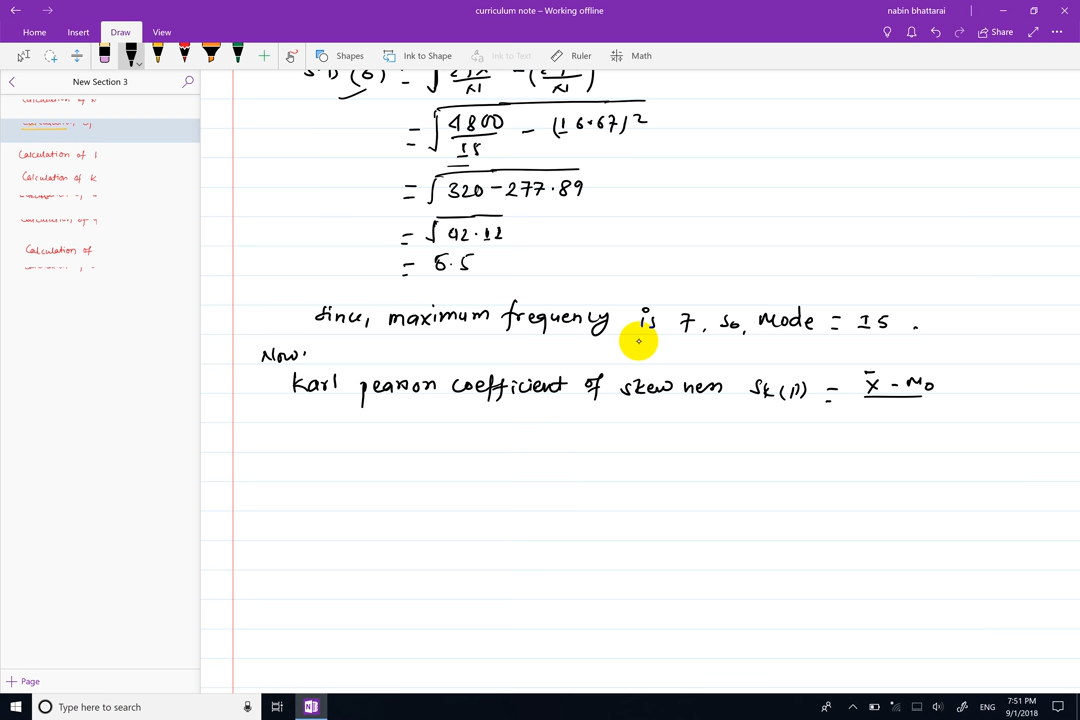 curriculum note – Working offline
nabin bhattarai
Home Insert Draw View
Share
Shapes Ink to Shape Ink to Text Ruler Math
New Section 3
Calculation of
Calculation of
Calculation of k
Calculation of
Page
S.D (σ) =
= √ 4800 / 15 - (16.67)²
= √ 320 - 277.89
= √ 42.12
= 6.5
Since, maximum frequency is 7, so, Mode = 15 .
Now,
Karl pearson coefficient of skewness Sk(P) = X̄ - Mo
Type here to search
ENG
7:51 PM
9/1/2018